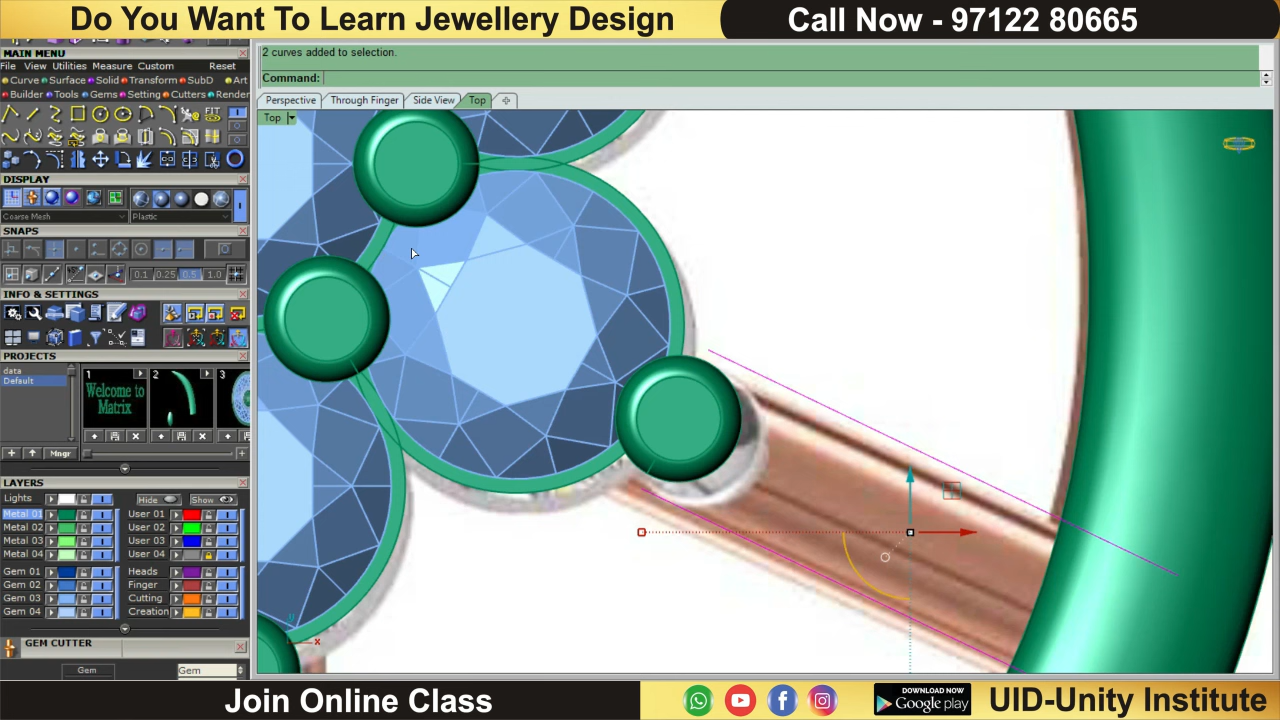 Do You Want To Learn Jewellery Design
Call Now - 97122 80665
MAIN MENU
File View Utilities Measure Custom Reset
Curve Surface Solid Transform SubD Art
Builder Tools Gems Setting Cutters Render
FIT
DISPLAY
Coarse Mesh Plastic
SNAPS
0.1 0.25 0.5 1.0
INFO & SETTINGS
PROJECTS
data
Default
1 2 3
Welcome to Matrix
Mngr
LAYERS
Lights Hide Show
Metal 01 User 01
Metal 02 User 02
Metal 03 User 03
Metal 04 User 04
Gem 01 Heads
Gem 02 Finger
Gem 03 Cutting
Gem 04 Creation
GEM CUTTER
Gem Gem
2 curves added to selection.
Command:
Perspective Through Finger Side View Top
Top
x
Join Online Class
DOWNLOAD NOW
Google play
UID-Unity Institute